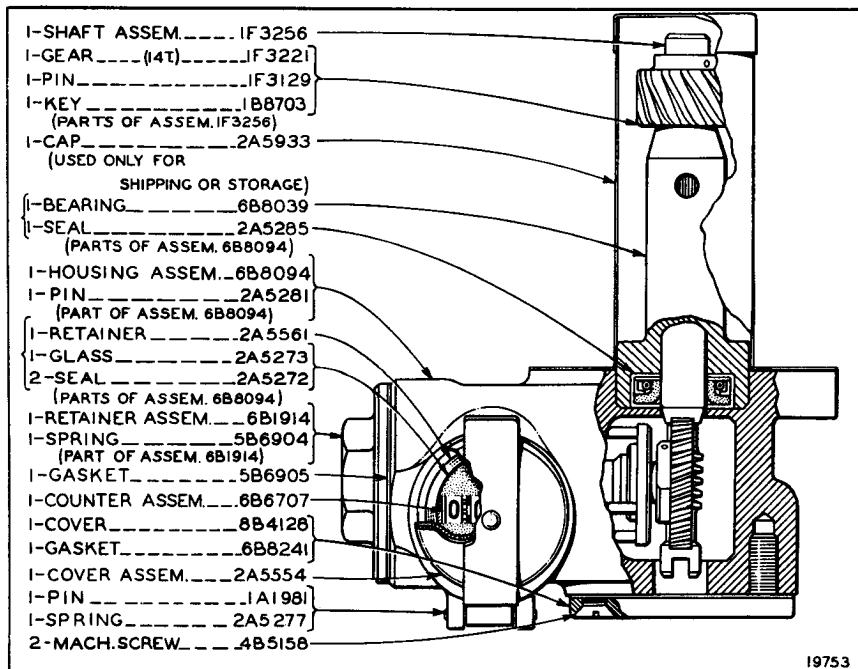 1-SHAFT ASSEM.____1F3256
1-GEAR____(14T.)_____1F3221
1-PIN______________1F3129
1-KEY______________1B8703
(PARTS OF ASSEM. 1F3256)
1-CAP______________2A5933
(USED ONLY FOR
SHIPPING OR STORAGE)
1-BEARING__________6B8039
1-SEAL_____________2A5285
(PARTS OF ASSEM. 6B8094)
1-HOUSING ASSEM.__6B8094
1-PIN______________2A5281
(PART OF ASSEM. 6B8094)
1-RETAINER_________2A5561
1-GLASS____________2A5273
2-SEAL_____________2A5272
(PARTS OF ASSEM. 6B8094)
1-RETAINER ASSEM.__6B1914
1-SPRING___________5B6904
(PART OF ASSEM. 6B1914)
1-GASKET___________5B6905
1-COUNTER ASSEM.___6B6707
1-COVER____________8B4128
1-GASKET___________6B8241
1-COVER ASSEM.____2A5554
1-PIN______________1A1981
1-SPRING___________2A5277
2-MACH. SCREW_____4B5158
19753